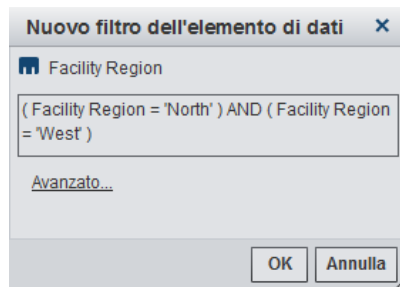 Nuovo filtro dell'elemento di dati
Facility Region
( Facility Region = 'North' ) AND ( Facility Region
= 'West' )
Avanzato...
OK Annulla